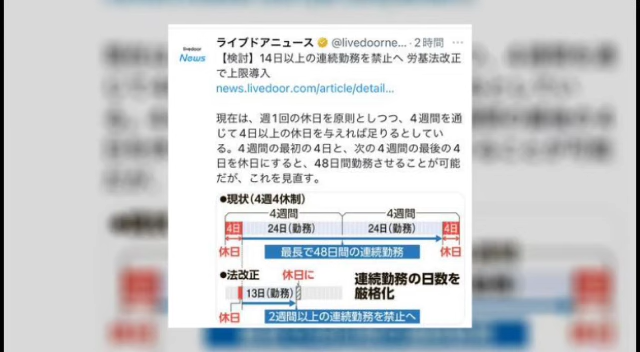 ライブドアニュース @livedoorne... · 2時間 ···
livedoor
News
【検討】14日以上の連続勤務を禁止へ 労基法改正
で上限導入
news.livedoor.com/article/detail...
現在は、週1回の休日を原則としつつ、4週間を通
じて4日以上の休日を与えれば足りるとしてい
る。4週間の最初の4日と、次の4週間の最後の4
日を休日にすると、48日間勤務させることが可能
だが、これを見直す。
●現状(4週4休制)
4週間 4週間
4日 24日(勤務) 24日(勤務) 4日
休日 最長で48日間の連続勤務 休日
●法改正 休日に
13日(勤務)
連続勤務の日数を
厳格化
休日 2週間以上の連続勤務を禁止へ